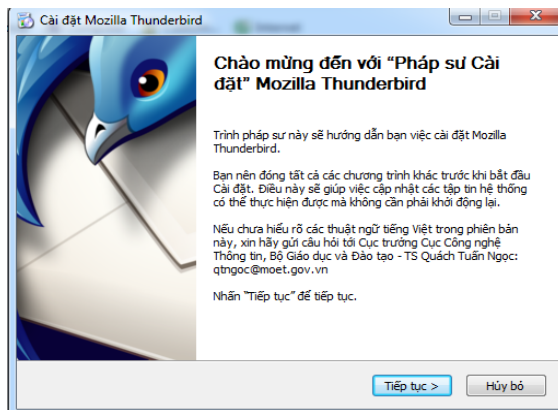 Cài đặt Mozilla Thunderbird
Chào mừng đến với “Pháp sư Cài
đặt” Mozilla Thunderbird
Trình pháp sư này sẽ hướng dẫn bạn việc cài đặt Mozilla
Thunderbird.
Bạn nên đóng tất cả các chương trình khác trước khi bắt đầu
Cài đặt. Điều này sẽ giúp việc cập nhật các tập tin hệ thống
có thể thực hiện được mà không cần phải khởi động lại.
Nếu chưa hiểu rõ các thuật ngữ tiếng Việt trong phiên bản
này, xin hãy gửi câu hỏi tới Cục trưởng Cục Công nghệ
Thông tin, Bộ Giáo dục và Đào tạo - TS Quách Tuấn Ngọc:
qtngoc@moet.gov.vn
Nhấn “Tiếp tục” để tiếp tục.
Tiếp tục > Hủy bỏ